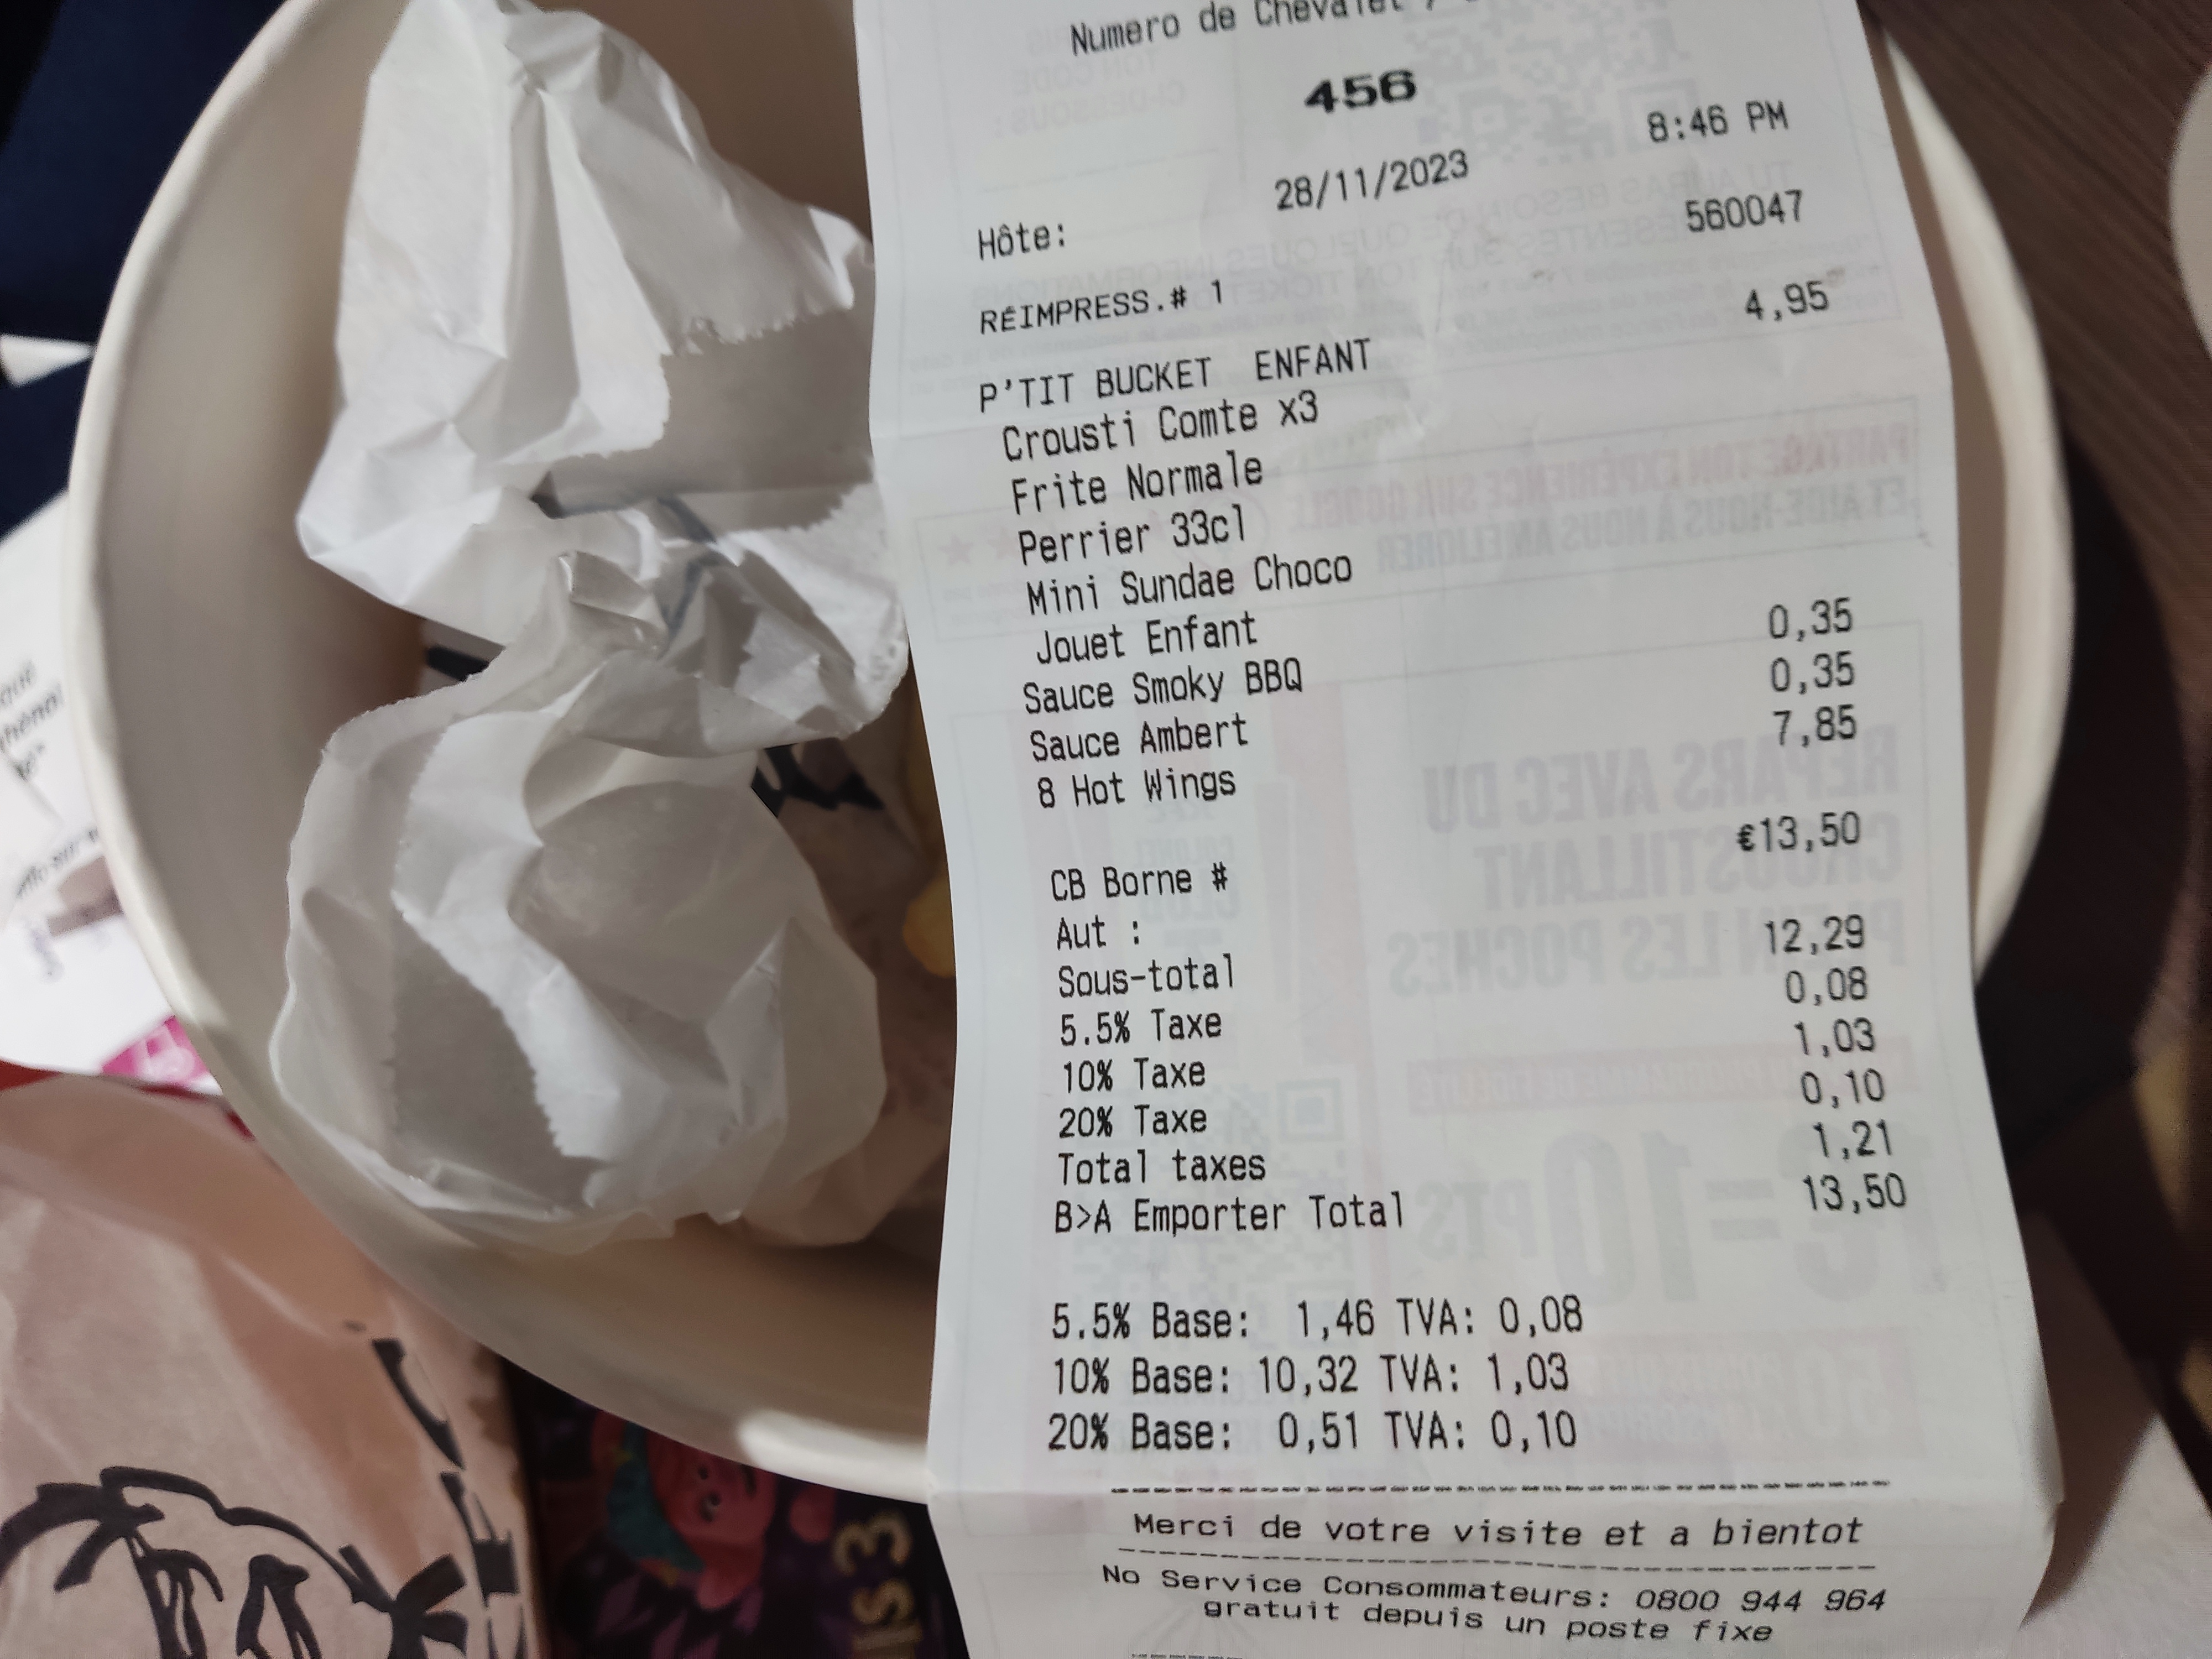 Numero de Chevalet /
456
8:46 PM
28/11/2023
Hôte:
560047
RÉIMPRESS.# 1
4,95
P'TIT BUCKET ENFANT
Crousti Comte x3
Frite Normale
Perrier 33cl
Mini Sundae Choco
Jouet Enfant
Sauce Smoky BBQ 0,35
Sauce Ambert 0,35
8 Hot Wings 7,85
CB Borne # €13,50
Aut :
Sous-total 12,29
5.5% Taxe 0,08
10% Taxe 1,03
20% Taxe 0,10
Total taxes 1,21
B>A Emporter Total 13,50
5.5% Base: 1,46 TVA: 0,08
10% Base: 10,32 TVA: 1,03
20% Base: 0,51 TVA: 0,10
Merci de votre visite et a bientot
No Service Consommateurs: 0800 944 964
gratuit depuis un poste fixe